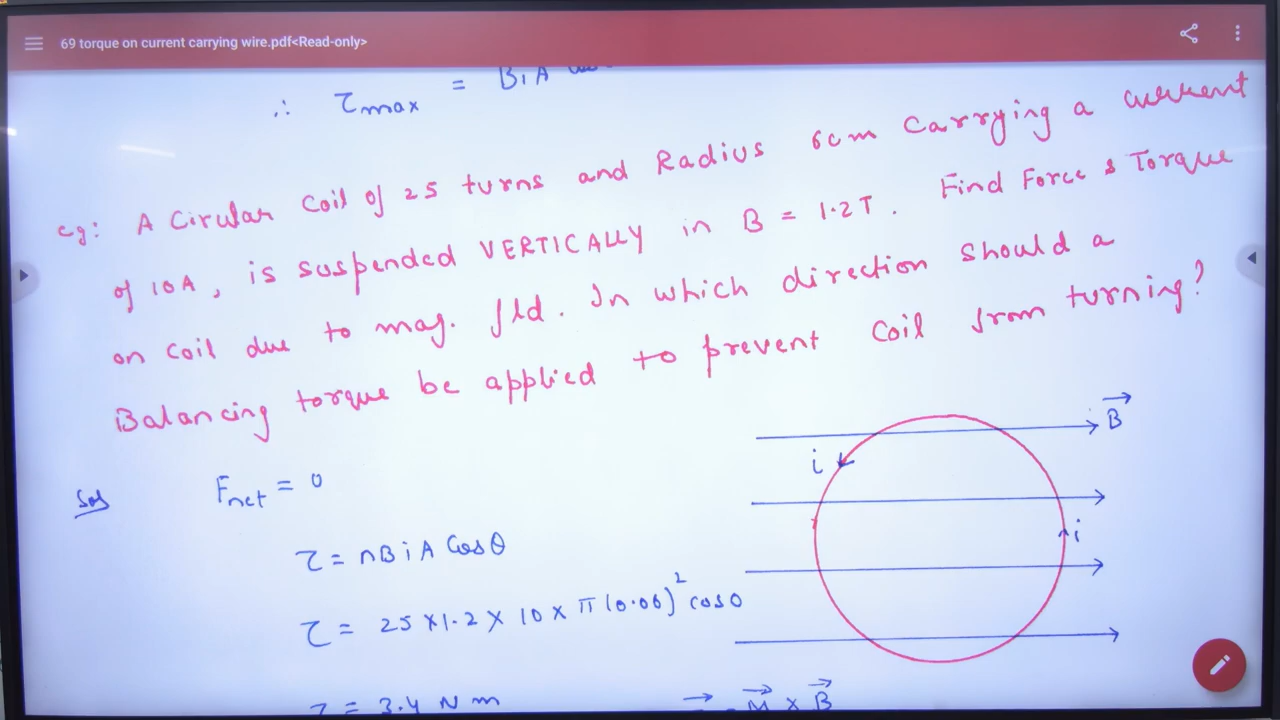 69 torque on current carrying wire.pdf<Read-only>
∴ τmax = BiA
eg: A Cirular Coil of 25 turns and Radius 6cm Carrying a current
of 10A, is suspended VERTICALLY in B = 1.2T. Find Force & Torque
on coil due to mag. fld. In which direction should a
Balancing torque be applied to prevent Coil from turning?
B
i
i
Sol Fnet = 0
τ = nBiA Cosθ
τ = 25 × 1.2 × 10 × π(0.06)² cos0
τ = 3.4 N m
M × B